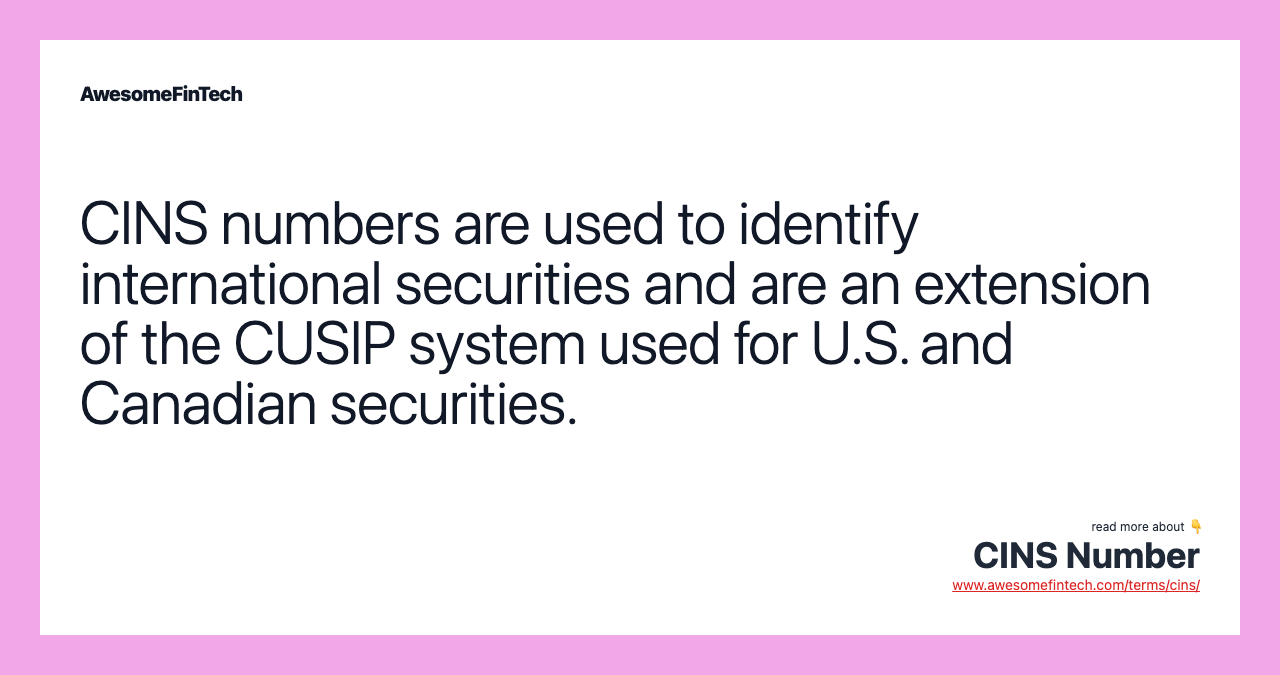 AwesomeFinTech
CINS numbers are used to identify
international securities and are an extension
of the CUSIP system used for U.S. and
Canadian securities.
read more about 👇
CINS Number
www.awesomefintech.com/terms/cins/